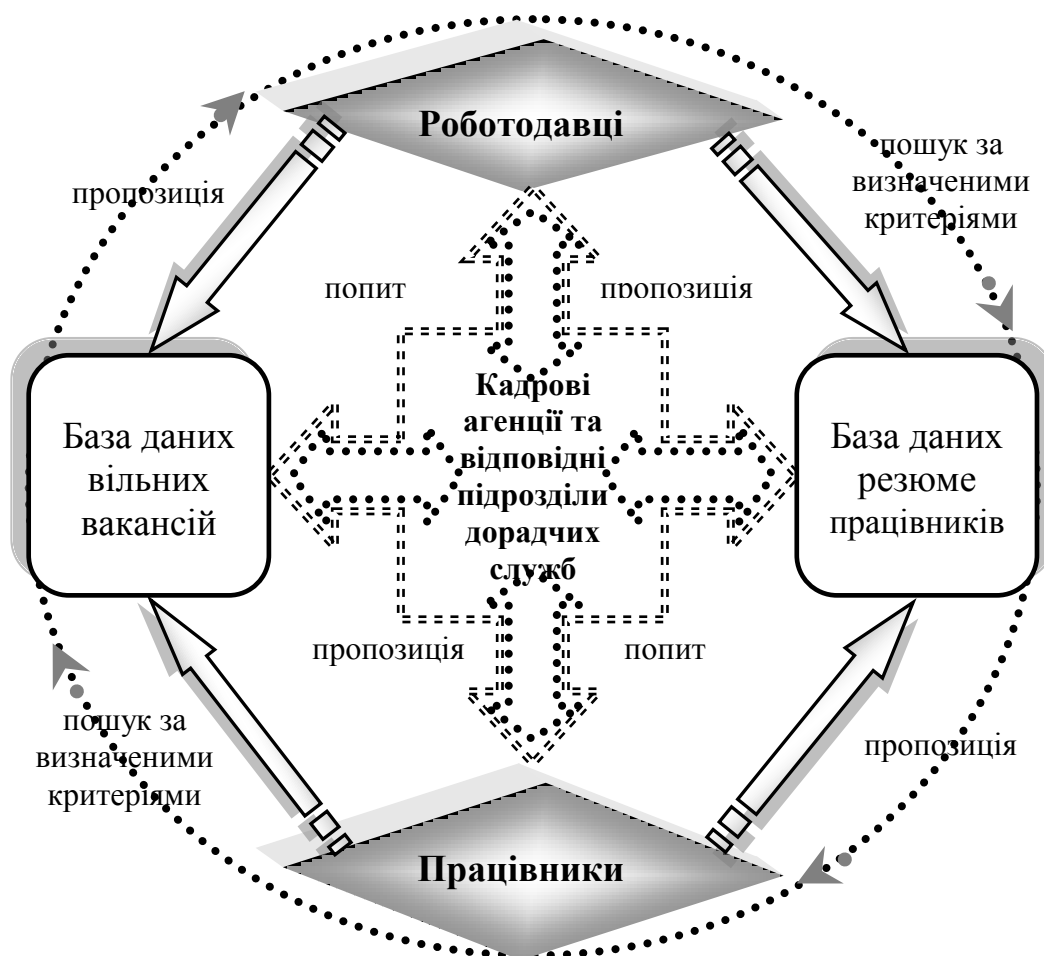 Роботодавці
пошук за
визначеними
критеріями
пропозиція
попит
пропозиція
Кадрові
агенції та
відповідні
підрозділи
дорадчих
служб
База даних
вільних
вакансій
База даних
резюме
працівників
пропозиція
попит
пошук за
визначеними
критеріями
пропозиція
Працівники